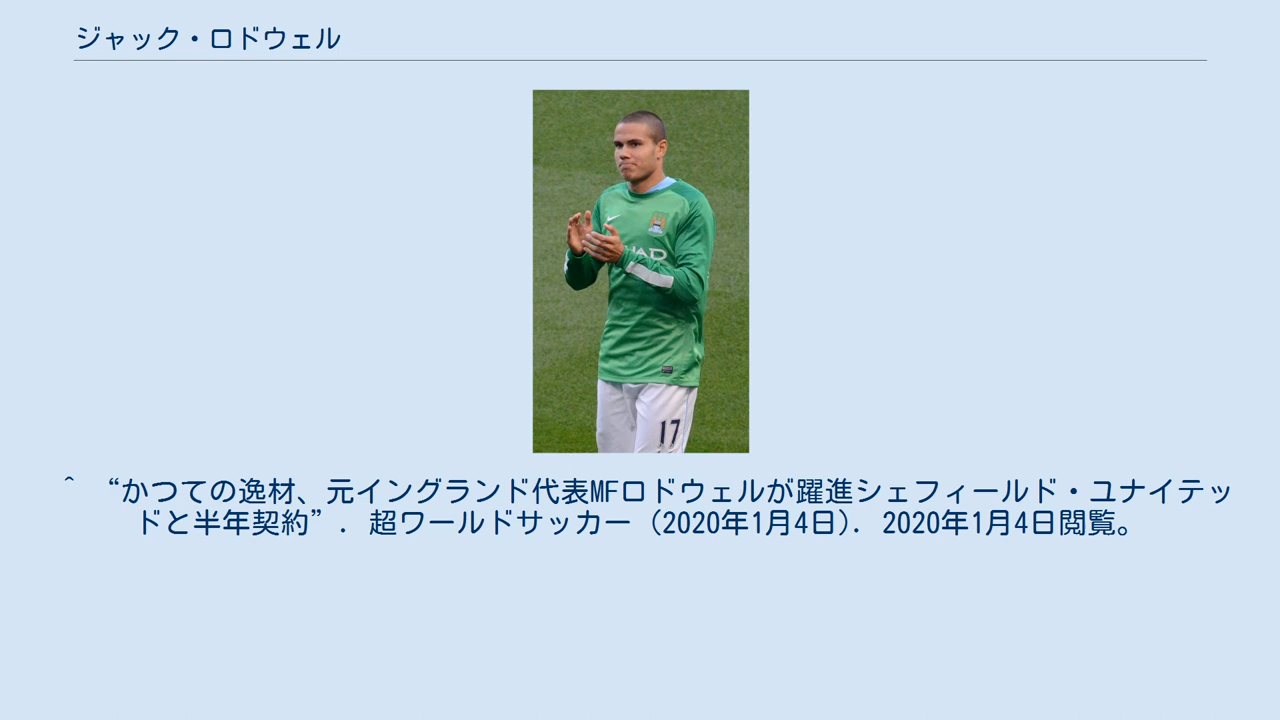 ジャック・ロドウェル
HAD
17
^ “かつての逸材、元イングランド代表MFロドウェルが躍進シェフィールド・ユナイテッ
ドと半年契約”. 超ワールドサッカー (2020年1月4日). 2020年1月4日閲覧。